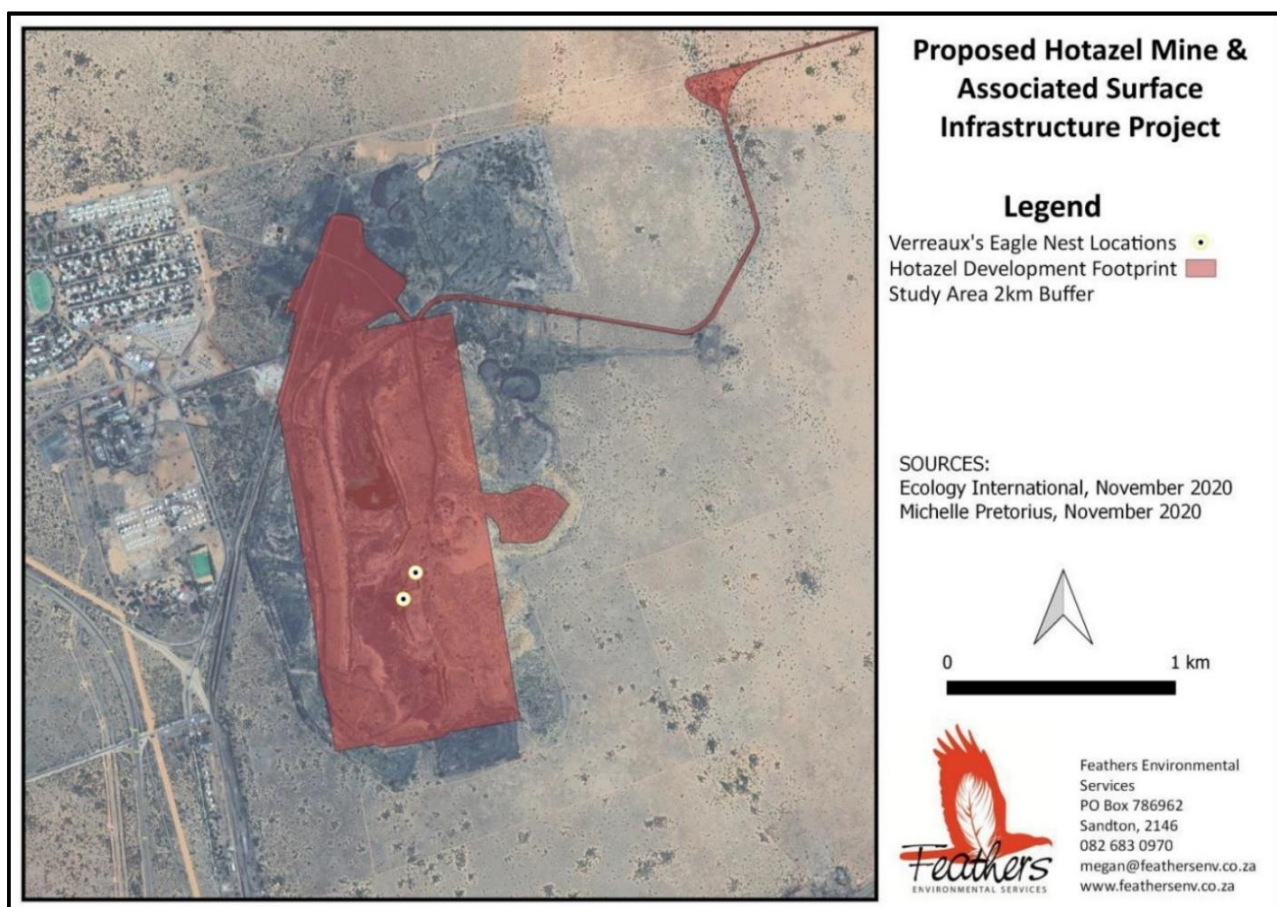 Proposed Hotazel Mine &
Associated Surface
Infrastructure Project
Legend
Verreaux's Eagle Nest Locations
Hotazel Development Footprint
Study Area 2km Buffer
SOURCES:
Ecology International, November 2020
Michelle Pretorius, November 2020
0 1 km
Feathers
ENVIRONMENTAL SERVICES
Feathers Environmental
Services
PO Box 786962
Sandton, 2146
082 683 0970
megan@feathersenv.co.za
www.feathersenv.co.za